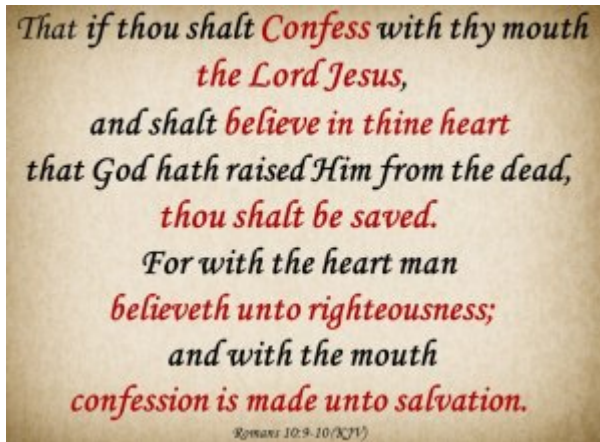 That if thou shalt Confess with thy mouth
the Lord Jesus,
and shalt believe in thine heart
that God hath raised Him from the dead,
thou shalt be saved.
For with the heart man
believeth unto righteousness;
and with the mouth
confession is made unto salvation.
Romans 10:9-10 (KJV)